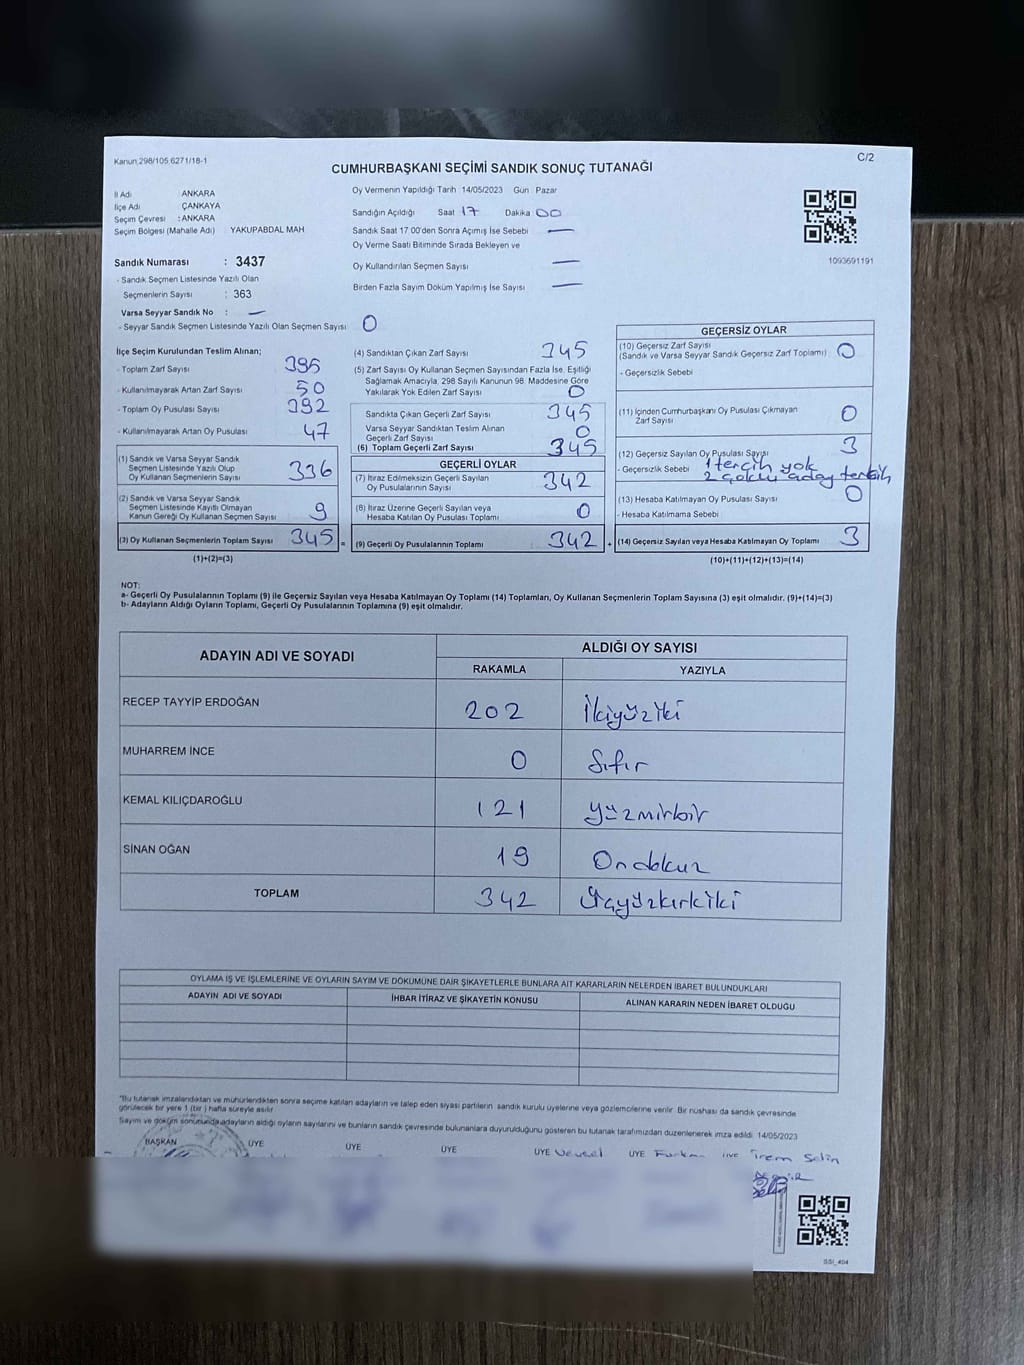 Kanun 298/105 6271/18-1
C/2
CUMHURBAŞKANI SEÇİMİ SANDIK SONUÇ TUTANAĞI
İl Adı ANKARA
İlçe Adı ÇANKAYA
Seçim Çevresi : ANKARA
Seçim Bölgesi (Mahalle Adı) YAKUPABDAL MAH
Sandık Numarası : 3437
- Sandık Seçmen Listesinde Yazılı Olan
Seçmenlerin Sayısı : 363
Varsa Seyyar Sandık No : —
- Seyyar Sandık Seçmen Listesinde Yazılı Olan Seçmen Sayısı 0
Oy Vermenin Yapıldığı Tarih 14/05/2023 Gün Pazar
Sandığın Açıldığı Saat 17 Dakika 00
Sandık Saat 17.00'den Sonra Açımış İse Sebebi —
Oy Verme Saati Bitiminde Sırada Bekleyen ve
Oy Kullandırılan Seçmen Sayısı —
Birden Fazla Sayım Döküm Yapılmış İse Sayısı —
1093691191
İlçe Seçim Kurulundan Teslim Alınan;
- Toplam Zarf Sayısı 395
- Kullanılmayarak Artan Zarf Sayısı 50
- Toplam Oy Pusulası Sayısı 392
- Kullanılmayarak Artan Oy Pusulası 47
(1) Sandık ve Varsa Seyyar Sandık
Seçmen Listesinde Yazılı Olup
Oy Kullanan Seçmenlerin Sayısı 336
(2) Sandık ve Varsa Seyyar Sandık
Seçmen Listesinde Kayıtlı Olmayan
Kanun Gereği Oy Kullanan Seçmen Sayısı 9
(3) Oy Kullanan Seçmenlerin Toplam Sayısı 345 =
(1)+(2)=(3)
(4) Sandıktan Çıkan Zarf Sayısı 345
(5) Zarf Sayısı Oy Kullanan Seçmen Sayısından Fazla İse, Eşitliği
Sağlamak Amacıyla, 298 Sayılı Kanunun 98. Maddesine Göre
Yakılarak Yok Edilen Zarf Sayısı 0
Sandıkta Çıkan Geçerli Zarf Sayısı 345
Varsa Seyyar Sandıktan Teslim Alınan
Geçerli Zarf Sayısı 0
(6) Toplam Geçerli Zarf Sayısı 345
GEÇERLİ OYLAR
(7) İtiraz Edilmeksizin Geçerli Sayılan
Oy Pusulalarının Sayısı 342
(8) İtiraz Üzerine Geçerli Sayılan veya
Hesaba Katılan Oy Pusulası Toplamı 0
(9) Geçerli Oy Pusulalarının Toplamı 342 +
GEÇERSİZ OYLAR
(10) Geçersiz Zarf Sayısı
(Sandık ve Varsa Seyyar Sandık Geçersiz Zarf Toplamı) 0
- Geçersizlik Sebebi
(11) İçinden Cumhurbaşkanı Oy Pusulası Çıkmayan
Zarf Sayısı 0
(12) Geçersiz Sayılan Oy Pusulası Sayısı 3
- Geçersizlik Sebebi 1 tercih yok
2 çoklu aday tercih
(13) Hesaba Katılmayan Oy Pusulası Sayısı 0
- Hesaba Katılmama Sebebi
(14) Geçersiz Sayılan veya Hesaba Katılmayan Oy Toplamı 3
(10)+(11)+(12)+(13)=(14)
NOT:
a- Geçerli Oy Pusulalarının Toplamı (9) ile Geçersiz Sayılan veya Hesaba Katılmayan Oy Toplamı (14) Toplamları, Oy Kullanan Seçmenlerin Toplam Sayısına (3) eşit olmalıdır. (9)+(14)=(3)
b- Adayların Aldığı Oyların Toplamı, Geçerli Oy Pusulalarının Toplamına (9) eşit olmalıdır.
ADAYIN ADI VE SOYADI ALDIĞI OY SAYISI
RAKAMLA YAZIYLA
RECEP TAYYİP ERDOĞAN 202 İkiyüziki
MUHARREM İNCE 0 Sıfır
KEMAL KILIÇDAROĞLU 121 yüzmirbir
SİNAN OĞAN 19 Ondokuz
TOPLAM 342 Üçyüzkırkiki
OYLAMA İŞ VE İŞLEMLERİNE VE OYLARIN SAYIM VE DÖKÜMÜNE DAİR ŞİKAYETLERLE BUNLARA AİT KARARLARIN NELERDEN İBARET BULUNDUKLARI
ADAYIN ADI VE SOYADI İHBAR İTİRAZ VE ŞİKAYETİN KONUSU ALINAN KARARIN NEDEN İBARET OLDUĞU
"Bu tutanak imzalandıktan ve mühürlendikten sonra seçime katılan adayların ve talep eden siyasi partilerin sandık kurulu üyelerine veya gözlemcilerine verilir. Bir nüshası da sandık çevresinde
görülecek bir yere 1 (bir) hafta süreyle asılır.
Sayım ve döküm sonucunda adayların aldığı oyların sayılarını ve bunların sandık çevresinde bulunanlara duyurulduğunu gösteren bu tutanak tarafımızdan düzenlenerek imza edildi. 14/05/2023
BAŞKAN ÜYE ÜYE ÜYE ÜYE Veysel ÜYE Furkan ÜYE İrem Selin
SSİ_404